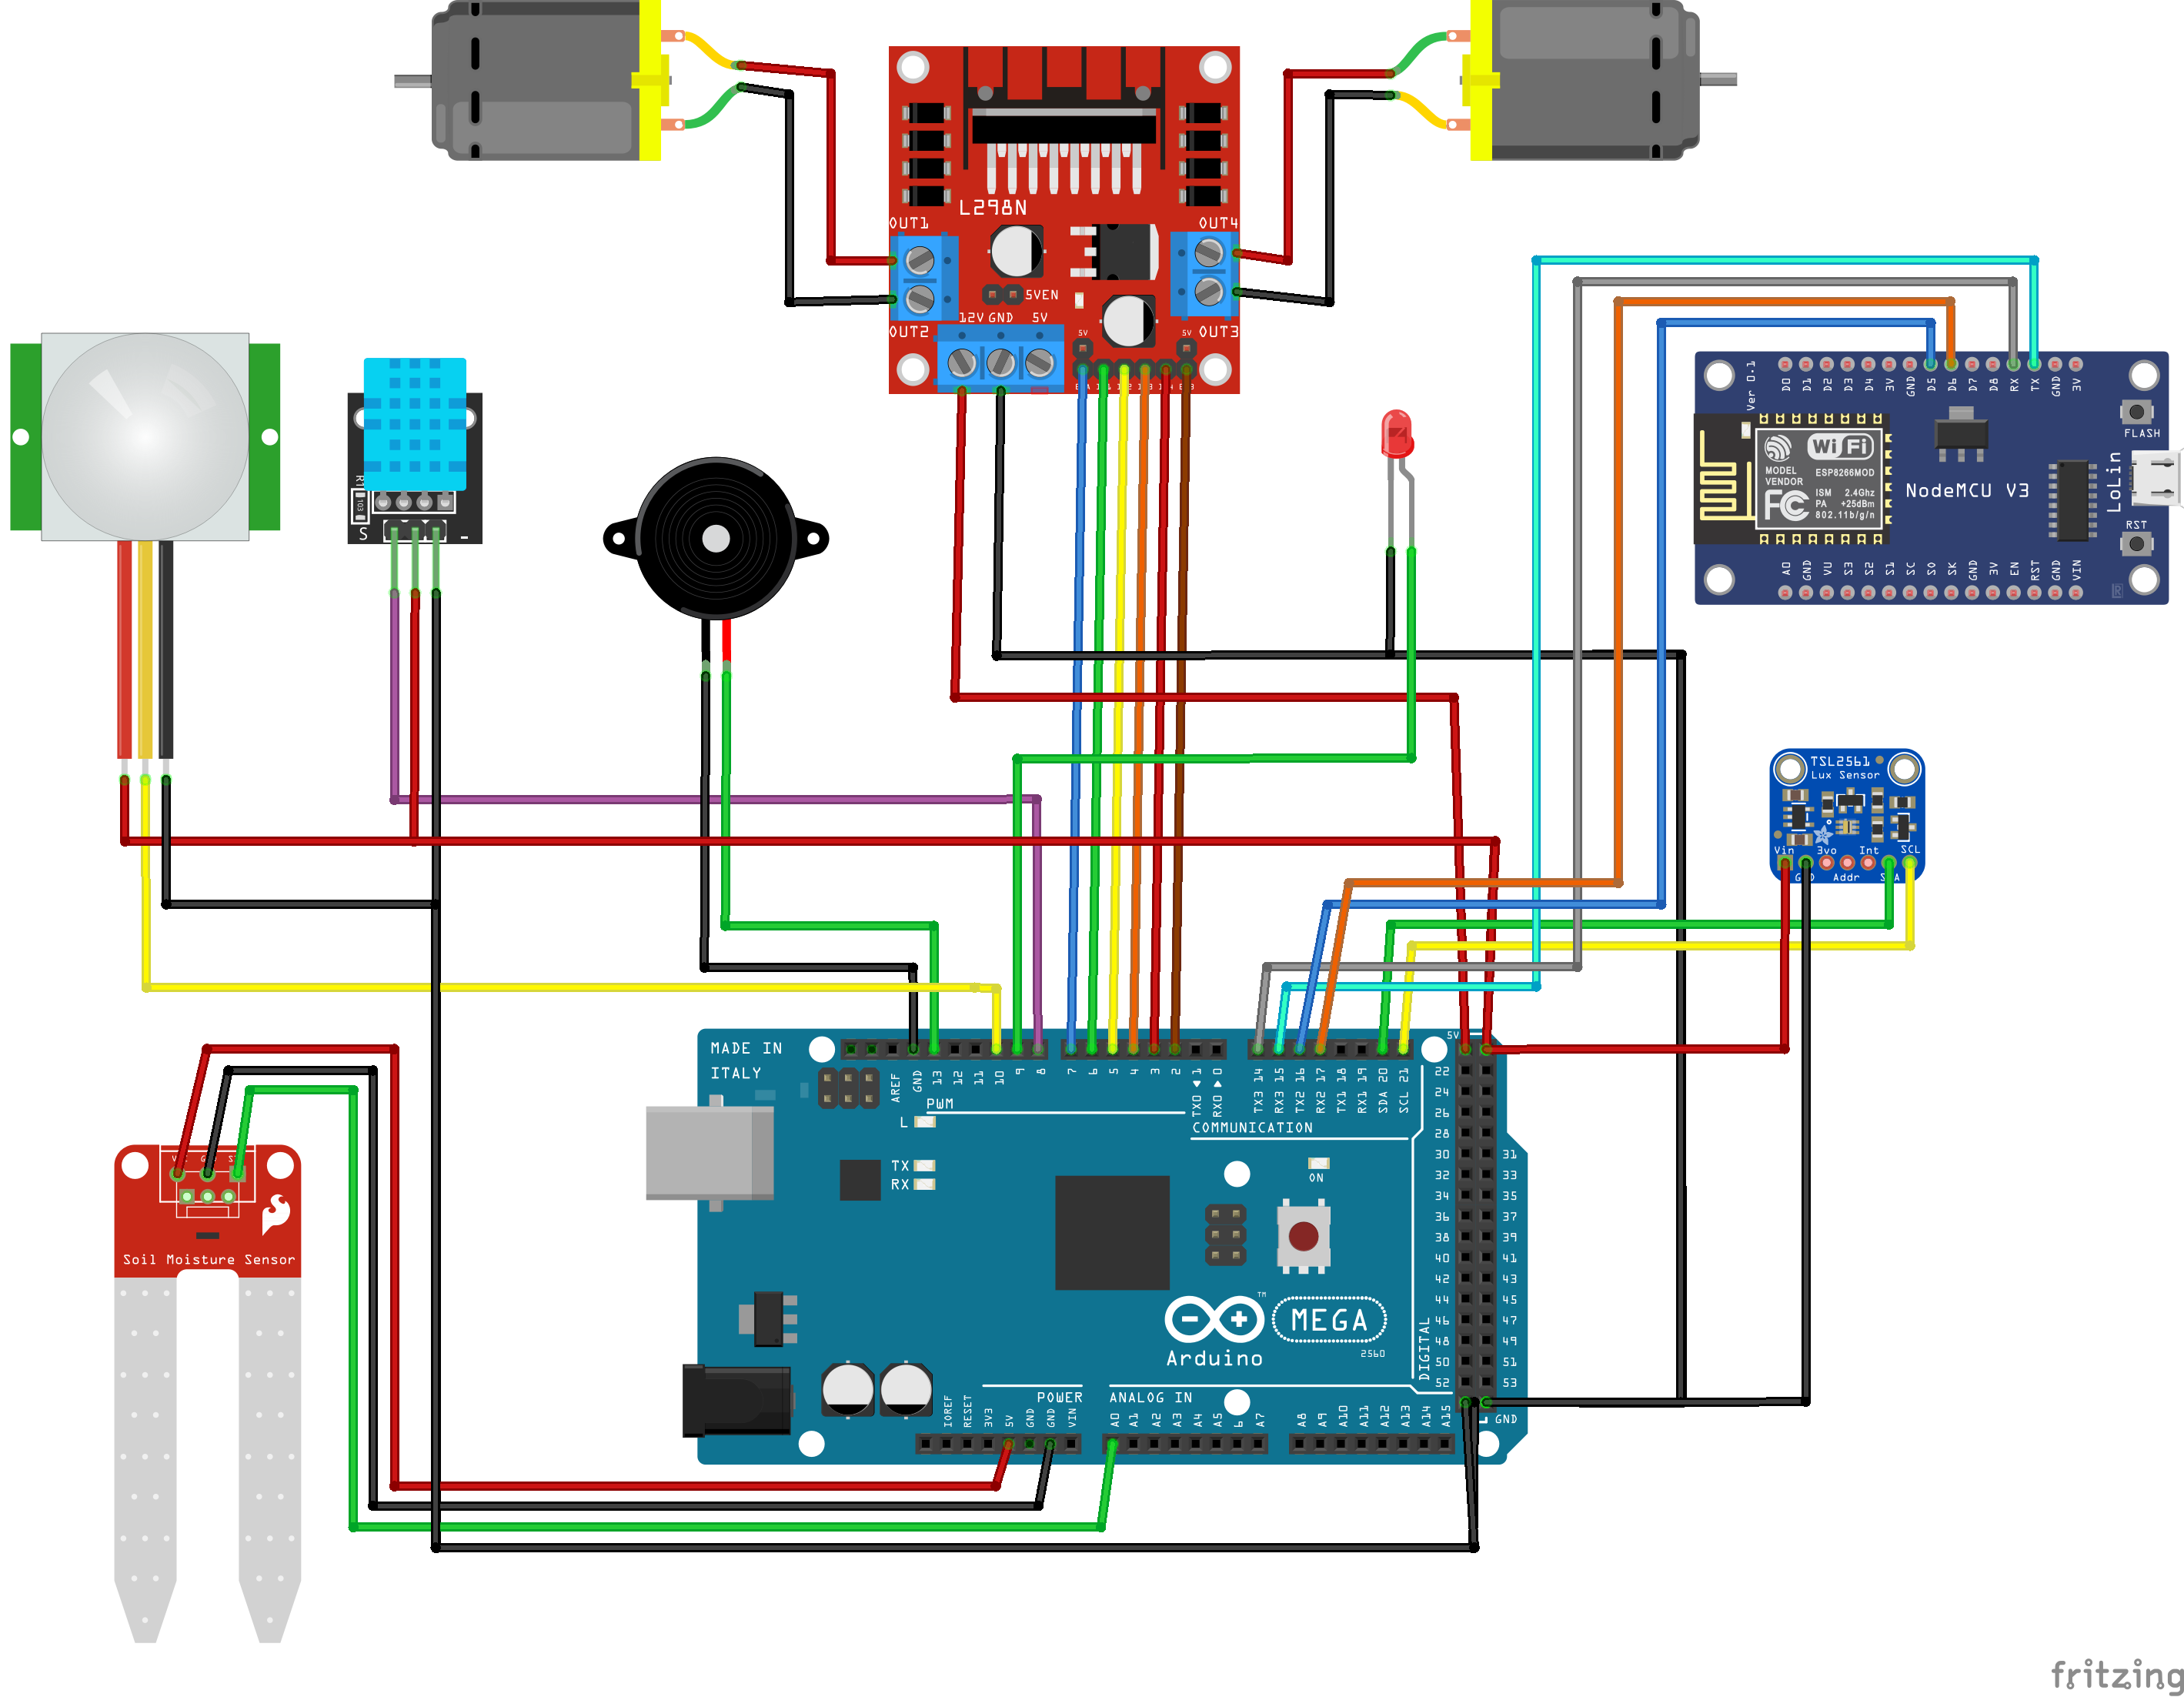 L298N
OUT1
OUT4
5VEN
12V GND 5V
5V
5V
OUT2
OUT3
S
-
Ver 0.1
D0 D1 D2 D3 D4 3V GND D5 D6 D7 D8 RX TX GND 3V
FLASH
WiFi
MODEL
VENDOR
ESP8266MOD
ISM 2.4Ghz
PA +25dBm
802.11b/g/n
FC
NodeMCU V3
LoLin
RST
A0 GND VU S3 S2 S1 SC S0 SK GND 3V EN RST GND VIN
TSL2561
Lux Sensor
Vin 3vo Int SCL
Addr
MADE IN
ITALY
AREF GND 13 12 11 10 9 8
7 6 5 4 3 2 TX0 1 RX0 0
TX3 14 RX3 15 TX2 16 RX2 17 TX1 18 RX1 19 SDA 20 SCL 21
5V
PWM
L
COMMUNICATION
TX
RX
ON
22
24
26
28
30 31
32 33
34 35
36 37
38 39
40 41
42 43
44 45
46 47
48 49
50 51
52 53
GND
DIGITAL
MEGA
TM
2560
Arduino
POWER
ANALOG IN
IOREF RESET 3V3 5V GND GND VIN
A0 A1 A2 A3 A4 A5 6 A7
A8 A9 A10 A11 A12 A13 A14 A15
Soil Moisture Sensor
fritzing